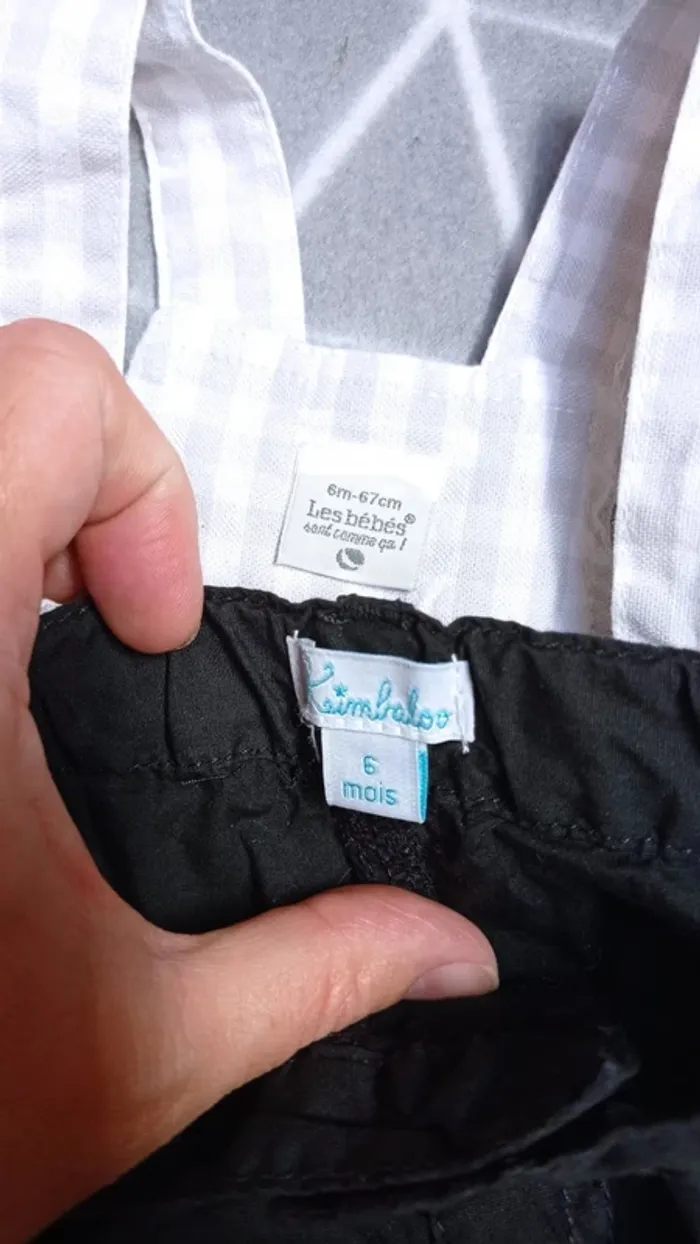 6m-67cm
Les bébés®
sont comme ça !
Kimbaloo
6
mois